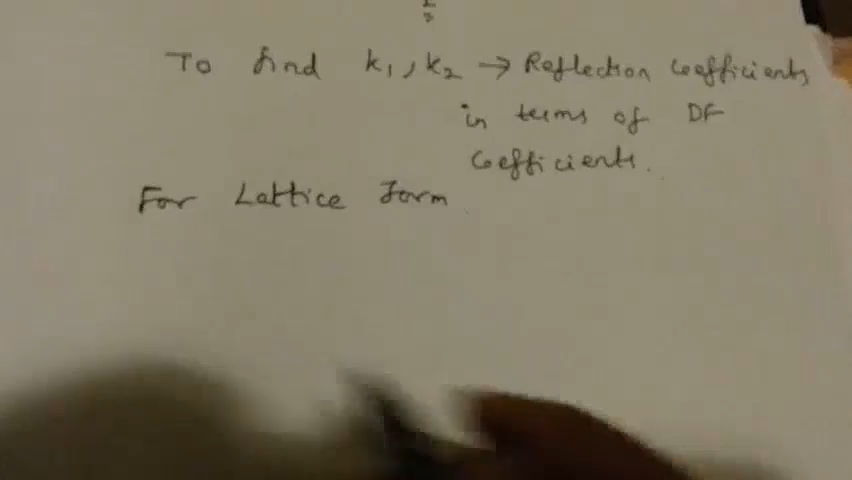 To find k1, k2 → Reflection Coefficients
in terms of DF
Coefficients.
For Lattice Form